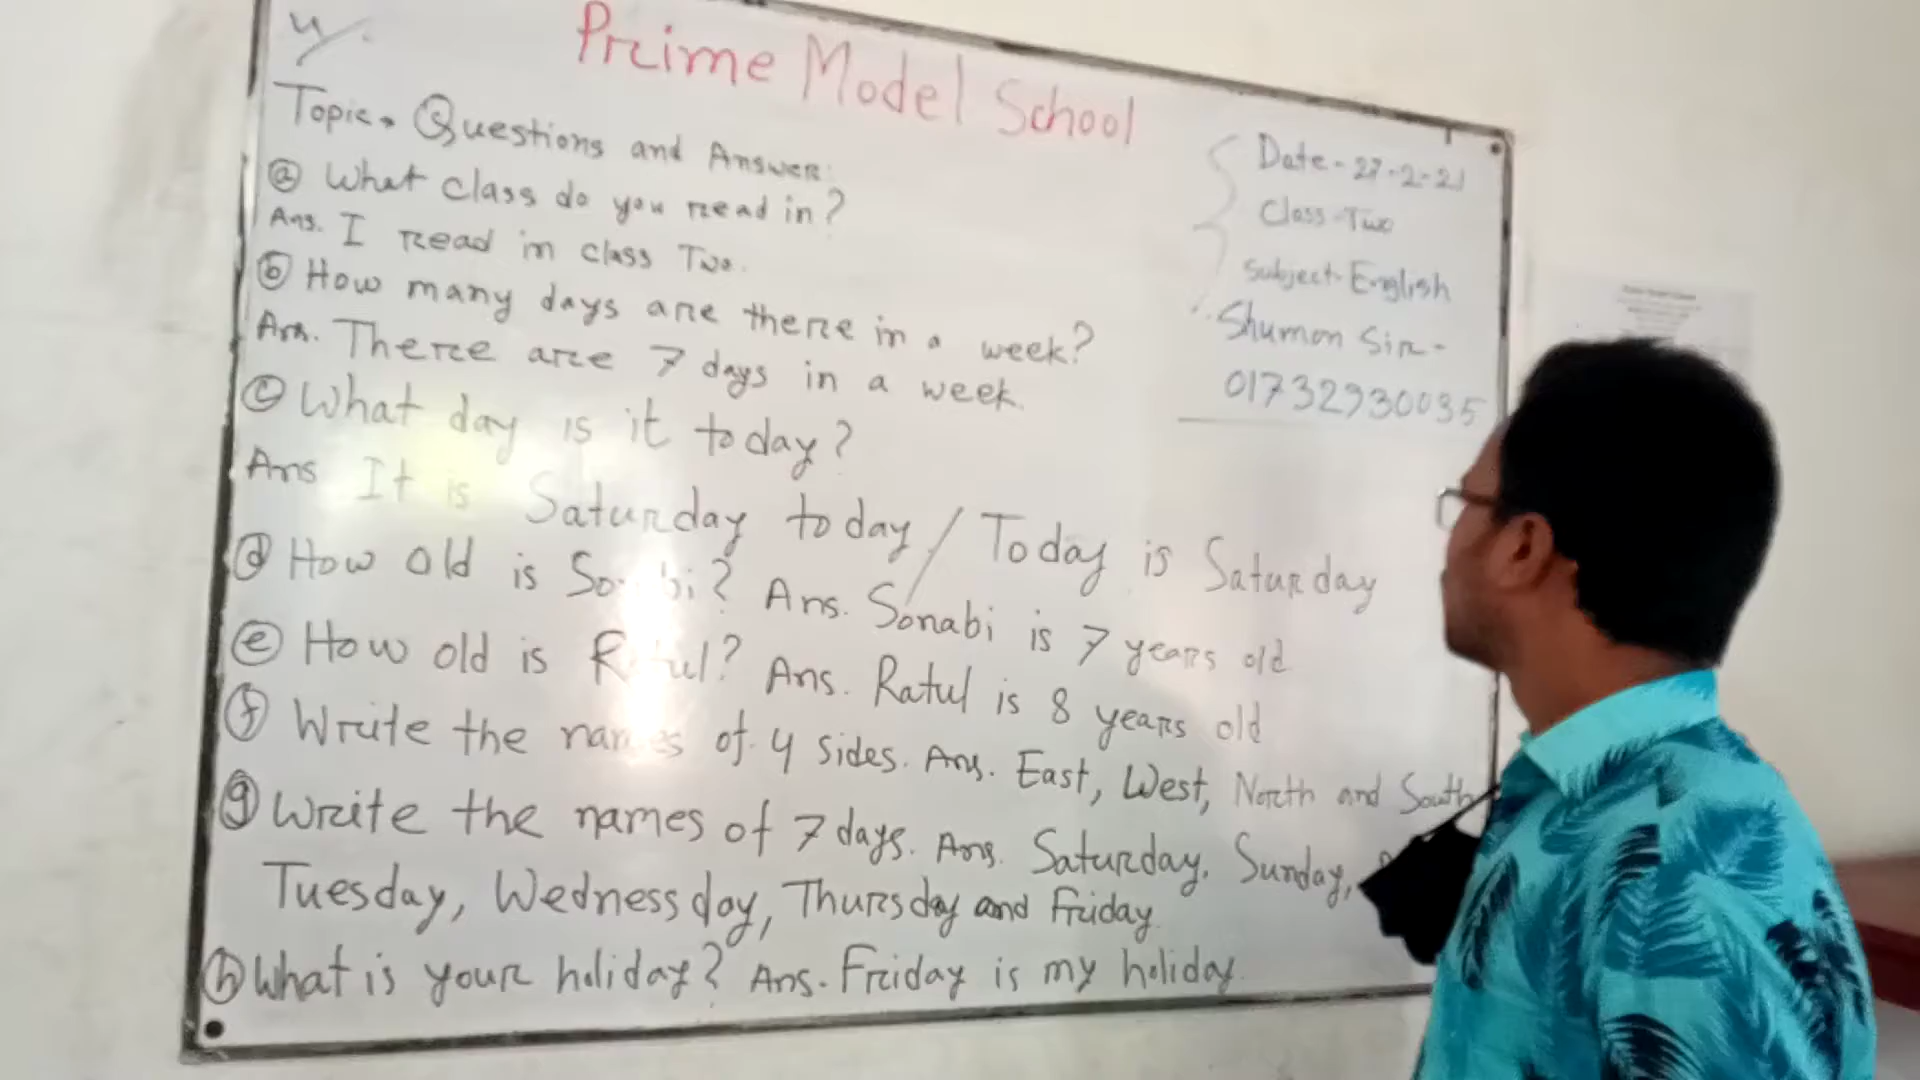 4/.
Prime Model School
Topic. Questions and Answer:
(a) What class do you read in?
Ans. I read in class Two.
(b) How many days are there in a week?
Ans. There are 7 days in a week.
(c) What day is it today?
Ans It is Saturday today / Today is Saturday
(d) How old is Sonabi? Ans. Sonabi is 7 years old
(e) How old is Ratul? Ans. Ratul is 8 years old
(f) Write the names of 4 sides. Ans. East, West, North and South
(g) Write the names of 7 days. Ans. Saturday, Sunday,
Tuesday, Wednessday, Thursday and Friday.
(h) What is your holiday? Ans. Friday is my holiday.
Date-27-2-21
Class-Two
Subject-English
Shumon Sir-
01732930035